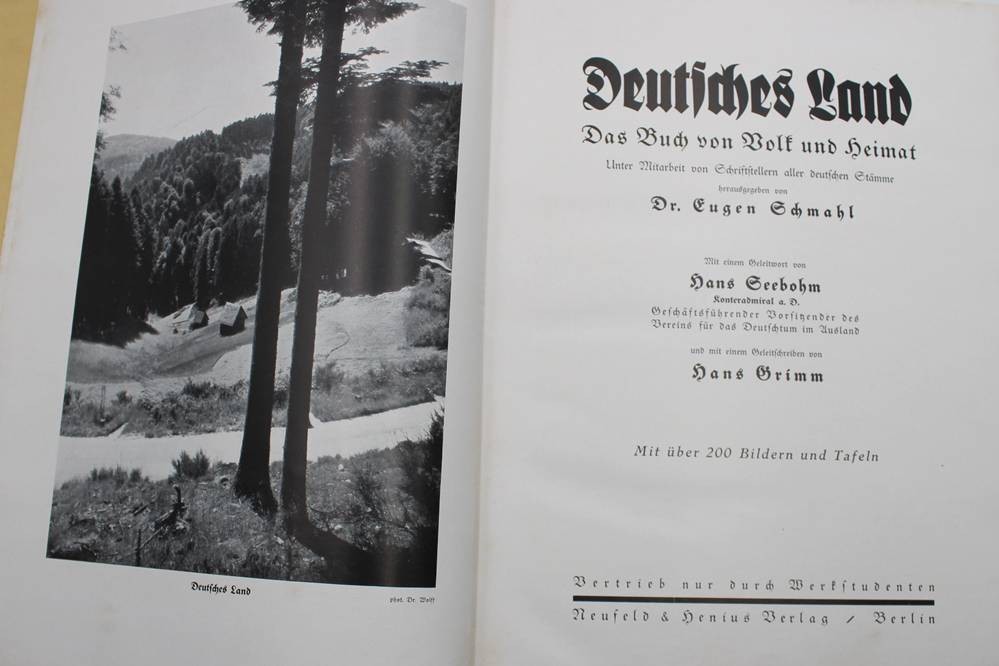 Deutsches Land
phot. Dr. Wolff
Deutsches Land
Das Buch von Volk und Heimat
Unter Mitarbeit von Schriftstellern aller deutschen Stämme
herausgegeben von
Dr. Eugen Schmahl
Mit einem Geleitwort von
Hans Seebohm
Konteradmiral a. D.
Geschäftsführender Vorsitzender des
Vereins für das Deutschtum im Ausland
und mit einem Geleitschreiben von
Hans Grimm
Mit über 200 Bildern und Tafeln
Vertrieb nur durch Werkstudenten
Neufeld & Henius Verlag / Berlin